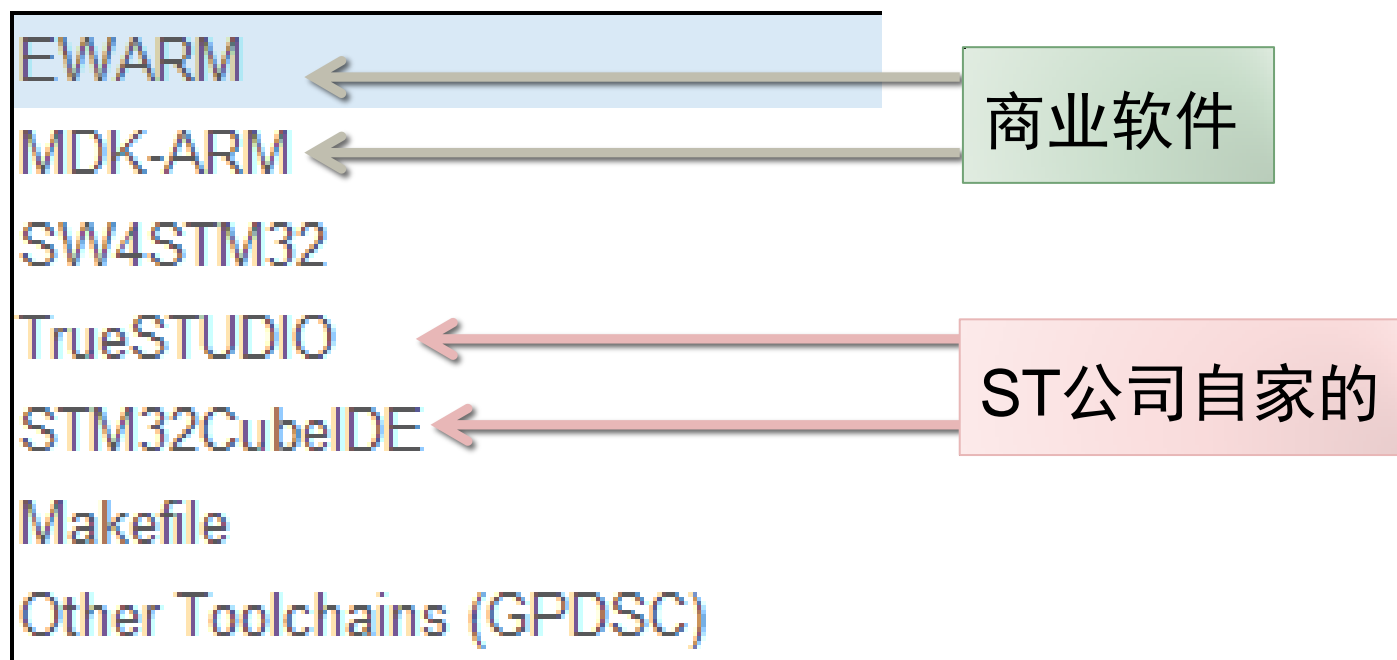 EWARM
MDK-ARM
商业软件
SW4STM32
TrueSTUDIO
STM32CubeIDE
ST公司自家的
Makefile
Other Toolchains (GPDSC)